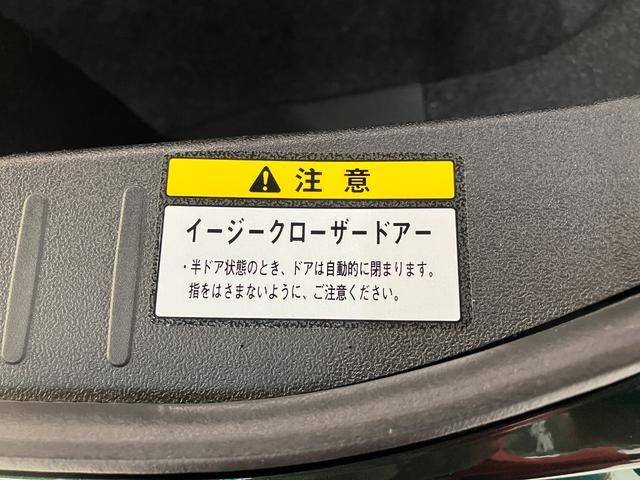 注意
イージークローザードアー
・半ドア状態のとき、ドアは自動的に閉まります。
指をはさまないように、ご注意ください。